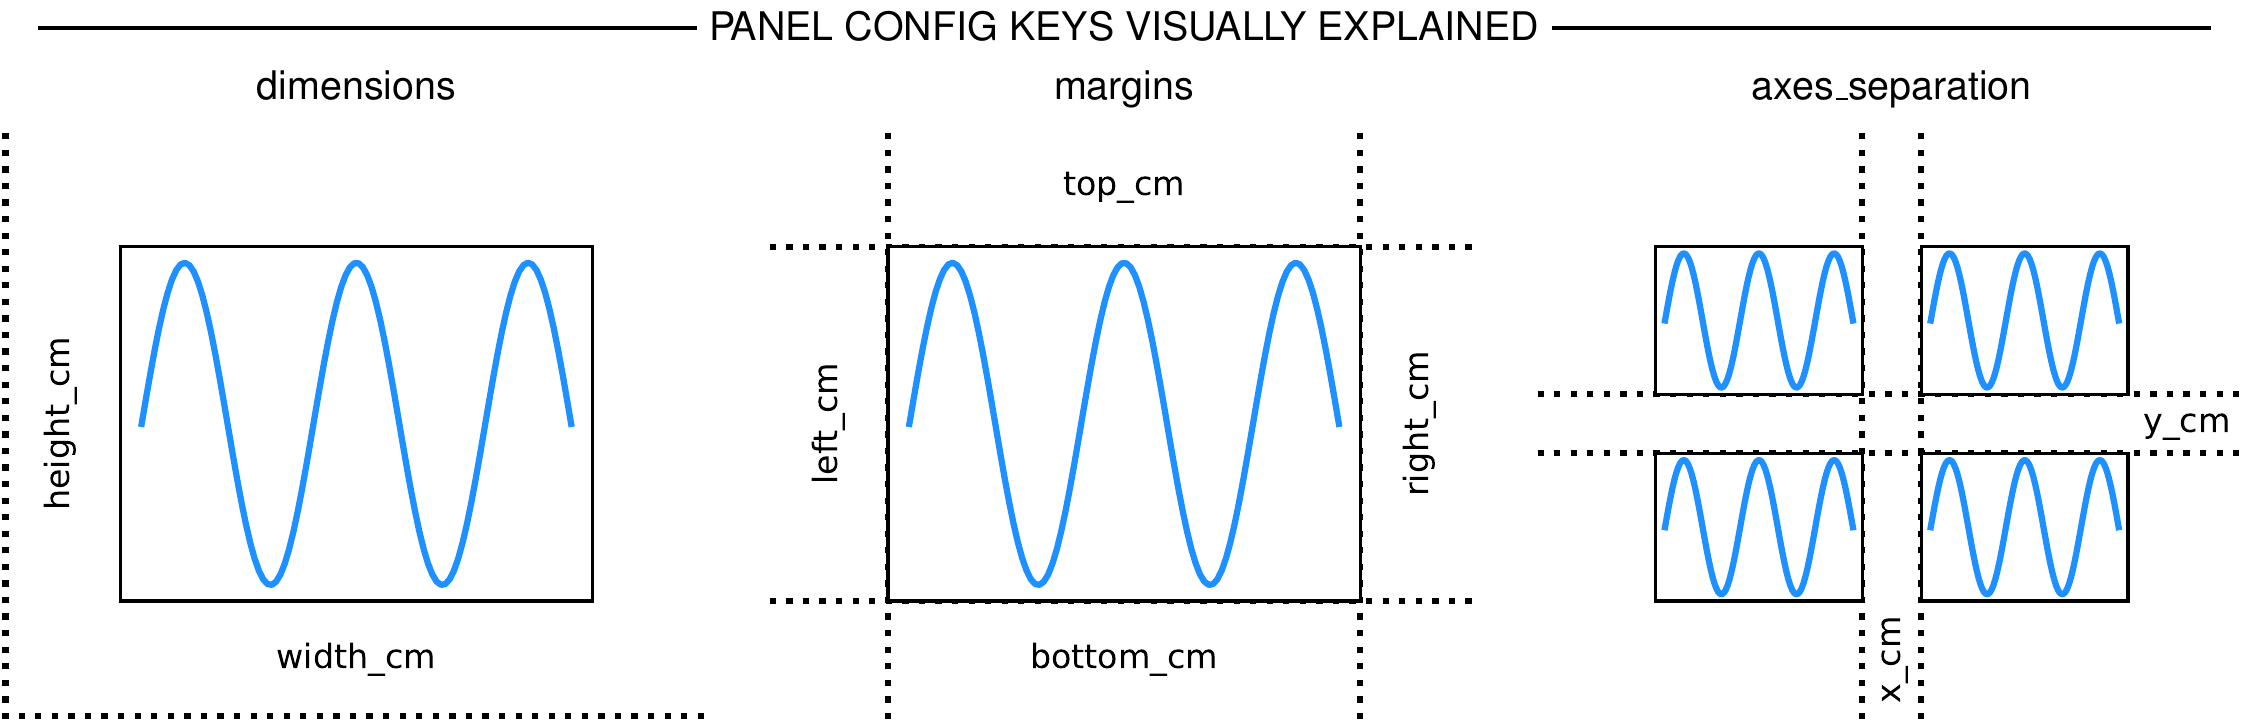 PANEL CONFIG KEYS VISUALLY EXPLAINED
dimensions
height_cm
width_cm
margins
top_cm
left_cm
right_cm
bottom_cm
axes_separation
y_cm
x_cm